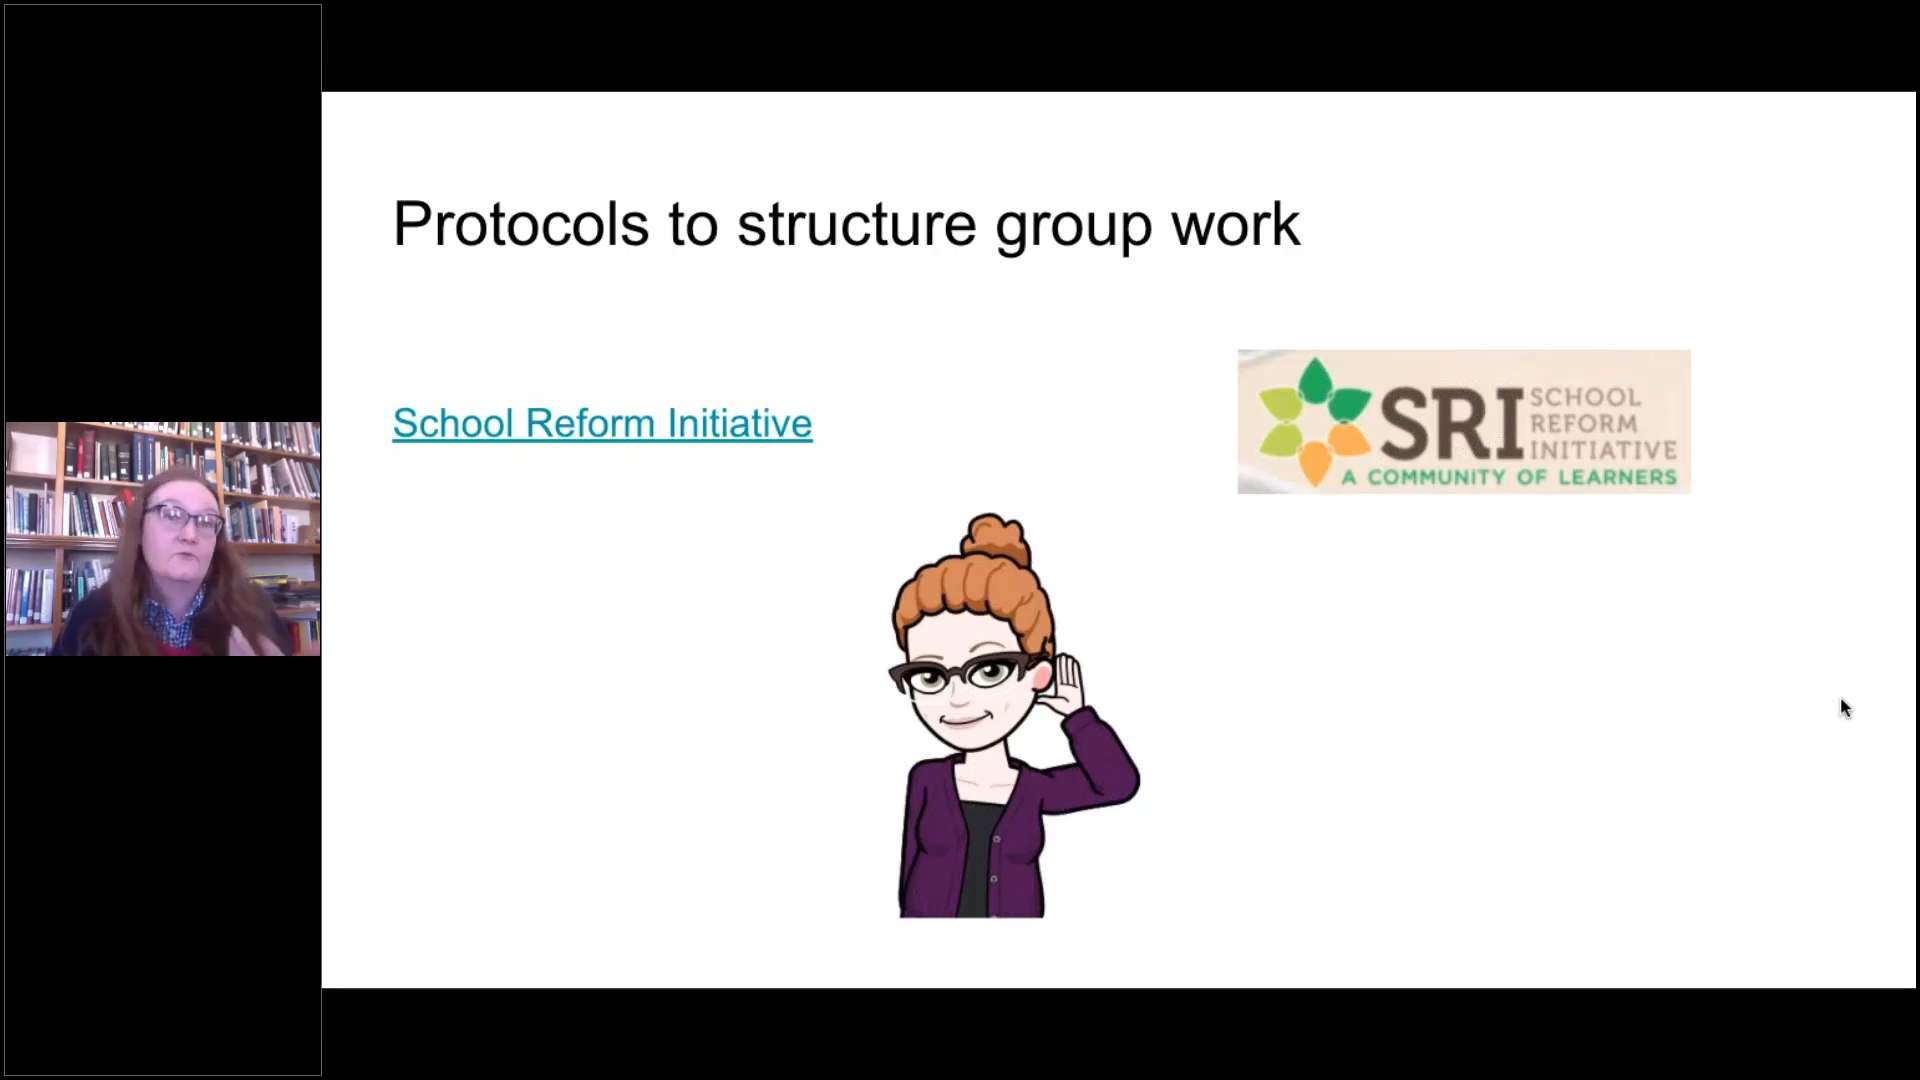 Protocols to structure group work
School Reform Initiative
SRI SCHOOL
REFORM
INITIATIVE
A COMMUNITY OF LEARNERS